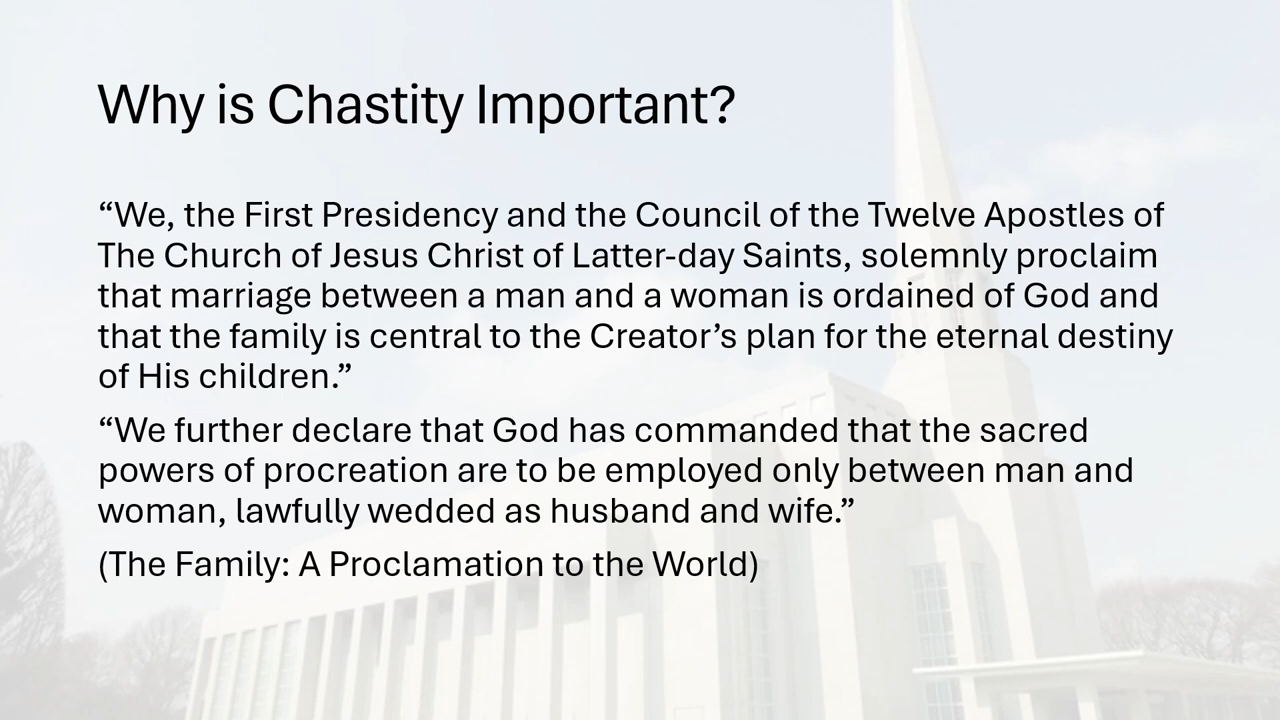 Why is Chastity Important?
“We, the First Presidency and the Council of the Twelve Apostles of
The Church of Jesus Christ of Latter-day Saints, solemnly proclaim
that marriage between a man and a woman is ordained of God and
that the family is central to the Creator’s plan for the eternal destiny
of His children.”
“We further declare that God has commanded that the sacred
powers of procreation are to be employed only between man and
woman, lawfully wedded as husband and wife.”
(The Family: A Proclamation to the World)